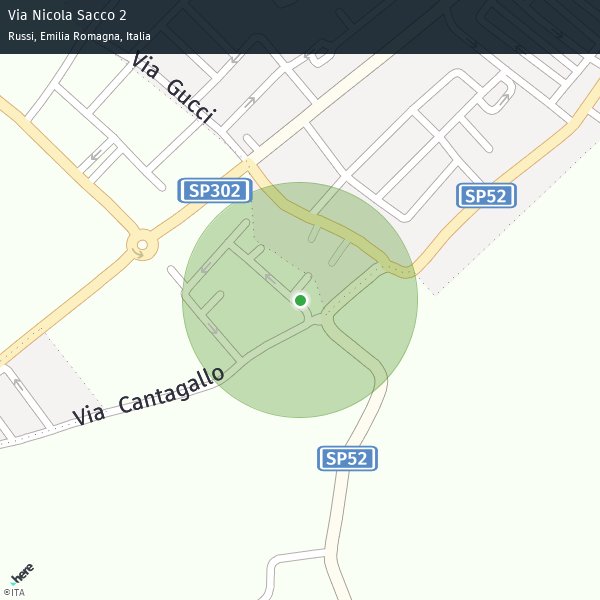 Via Nicola Sacco 2
Russi, Emilia Romagna, Italia
Via Gucci
SP302
SP52
Via Cantagallo
SP52
here
©ITA